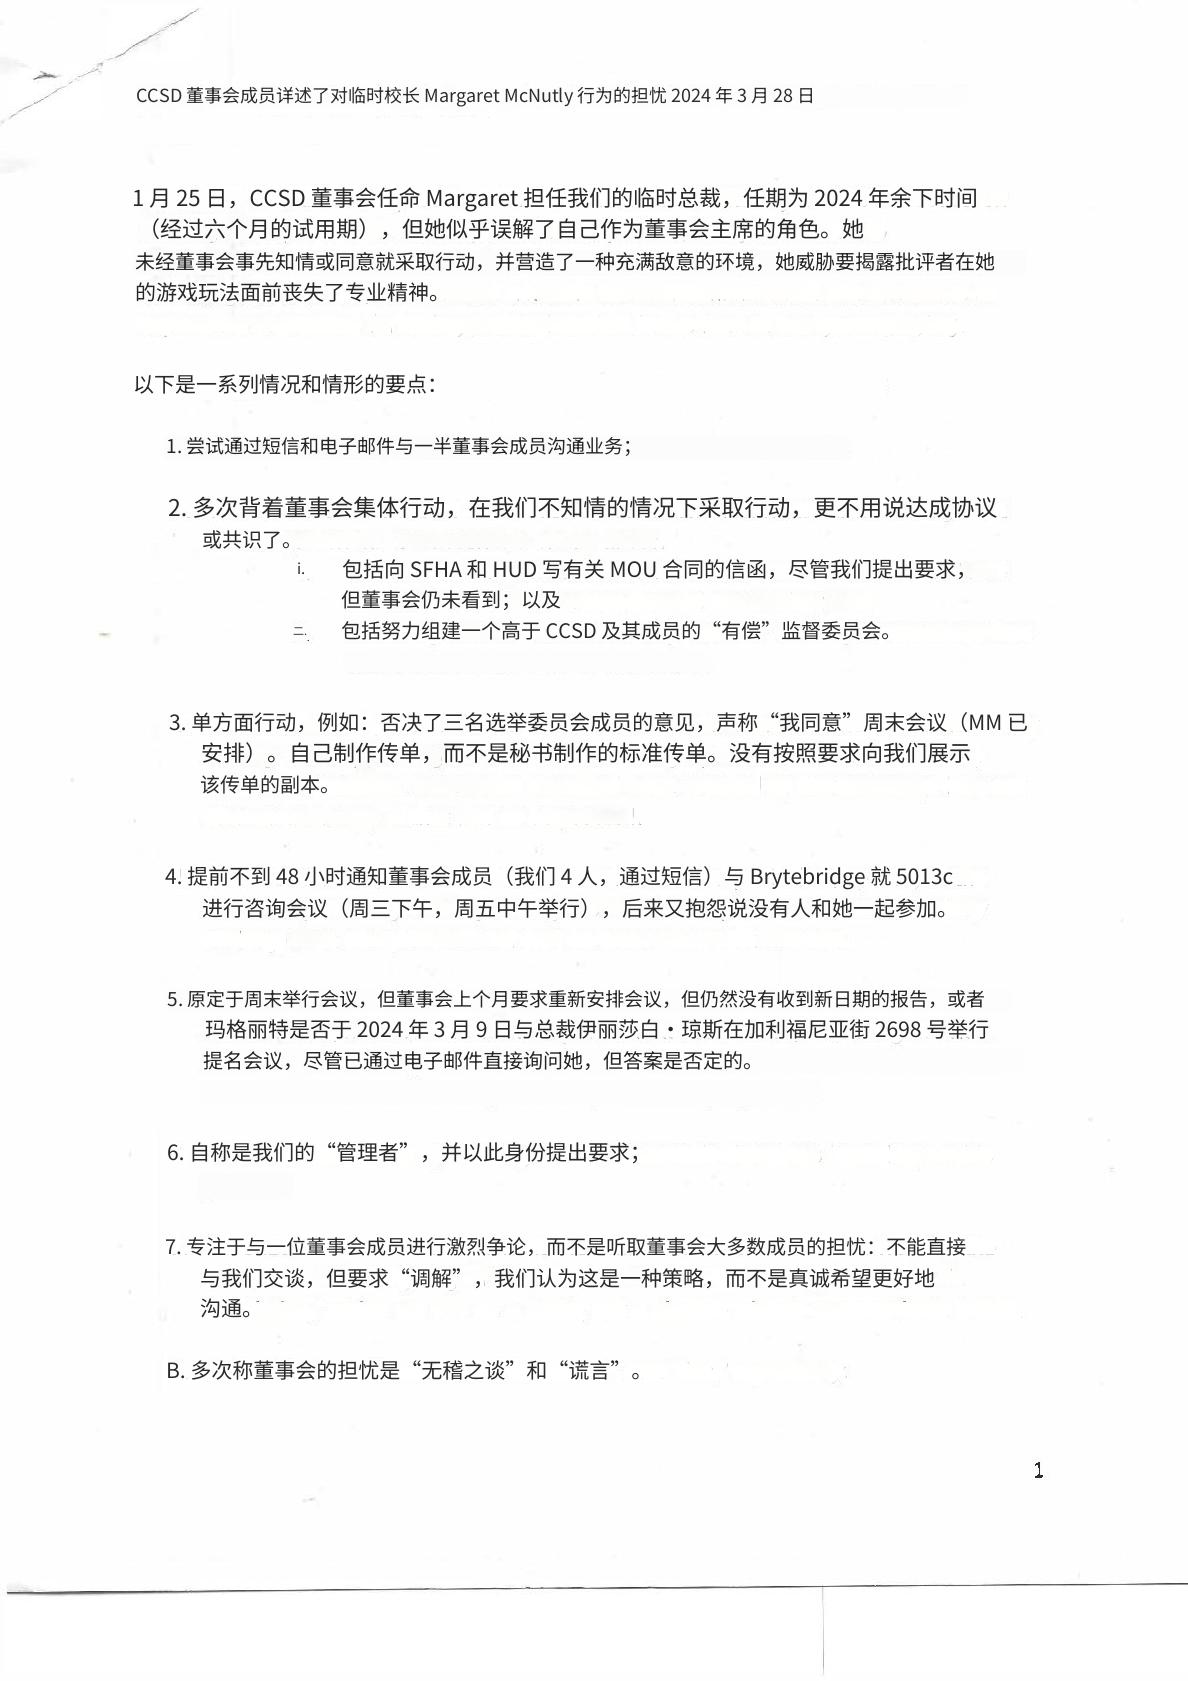 CCSD 董事会成员详述了对临时校长 Margaret McNutly 行为的担忧 2024 年 3 月 28 日
1 月 25 日，CCSD 董事会任命 Margaret 担任我们的临时总裁，任期为 2024 年余下时间
（经过六个月的试用期），但她似乎误解了自己作为董事会主席的角色。她
未经董事会事先知情或同意就采取行动，并营造了一种充满敌意的环境，她威胁要揭露批评者在她
的游戏玩法面前丧失了专业精神。
以下是一系列情况和情形的要点：
1. 尝试通过短信和电子邮件与一半董事会成员沟通业务；
2. 多次背着董事会集体行动，在我们不知情的情况下采取行动，更不用说达成协议
或共识了。
i. 包括向 SFHA 和 HUD 写有关 MOU 合同的信函，尽管我们提出要求，
但董事会仍未看到；以及
二. 包括努力组建一个高于 CCSD 及其成员的“有偿”监督委员会。
3. 单方面行动，例如：否决了三名选举委员会成员的意见，声称“我同意”周末会议（MM 已
安排）。自己制作传单，而不是秘书制作的标准传单。没有按照要求向我们展示
该传单的副本。
4. 提前不到 48 小时通知董事会成员（我们 4 人，通过短信）与 Brytebridge 就 5013c
进行咨询会议（周三下午，周五中午举行），后来又抱怨说没有人和她一起参加。
5. 原定于周末举行会议，但董事会上个月要求重新安排会议，但仍然没有收到新日期的报告，或者
玛格丽特是否于 2024 年 3 月 9 日与总裁伊丽莎白·琼斯在加利福尼亚街 2698 号举行
提名会议，尽管已通过电子邮件直接询问她，但答案是否定的。
6. 自称是我们的“管理者”，并以此身份提出要求；
7. 专注于与一位董事会成员进行激烈争论，而不是听取董事会大多数成员的担忧：不能直接
与我们交谈，但要求“调解”，我们认为这是一种策略，而不是真诚希望更好地
沟通。
B. 多次称董事会的担忧是“无稽之谈”和“谎言”。
1